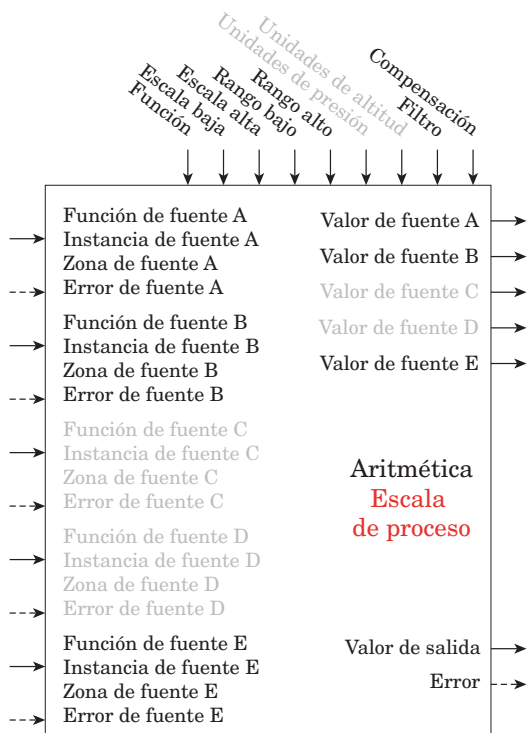 Función
Escala baja
Escala alta
Rango bajo
Rango alto
Unidades de presión
Unidades de altitud
Filtro
Compensación
Función de fuente A
Instancia de fuente A
Zona de fuente A
Error de fuente A
Función de fuente B
Instancia de fuente B
Zona de fuente B
Error de fuente B
Función de fuente C
Instancia de fuente C
Zona de fuente C
Error de fuente C
Función de fuente D
Instancia de fuente D
Zona de fuente D
Error de fuente D
Función de fuente E
Instancia de fuente E
Zona de fuente E
Error de fuente E
Valor de fuente A
Valor de fuente B
Valor de fuente C
Valor de fuente D
Valor de fuente E
Aritmética
Escala
de proceso
Valor de salida
Error